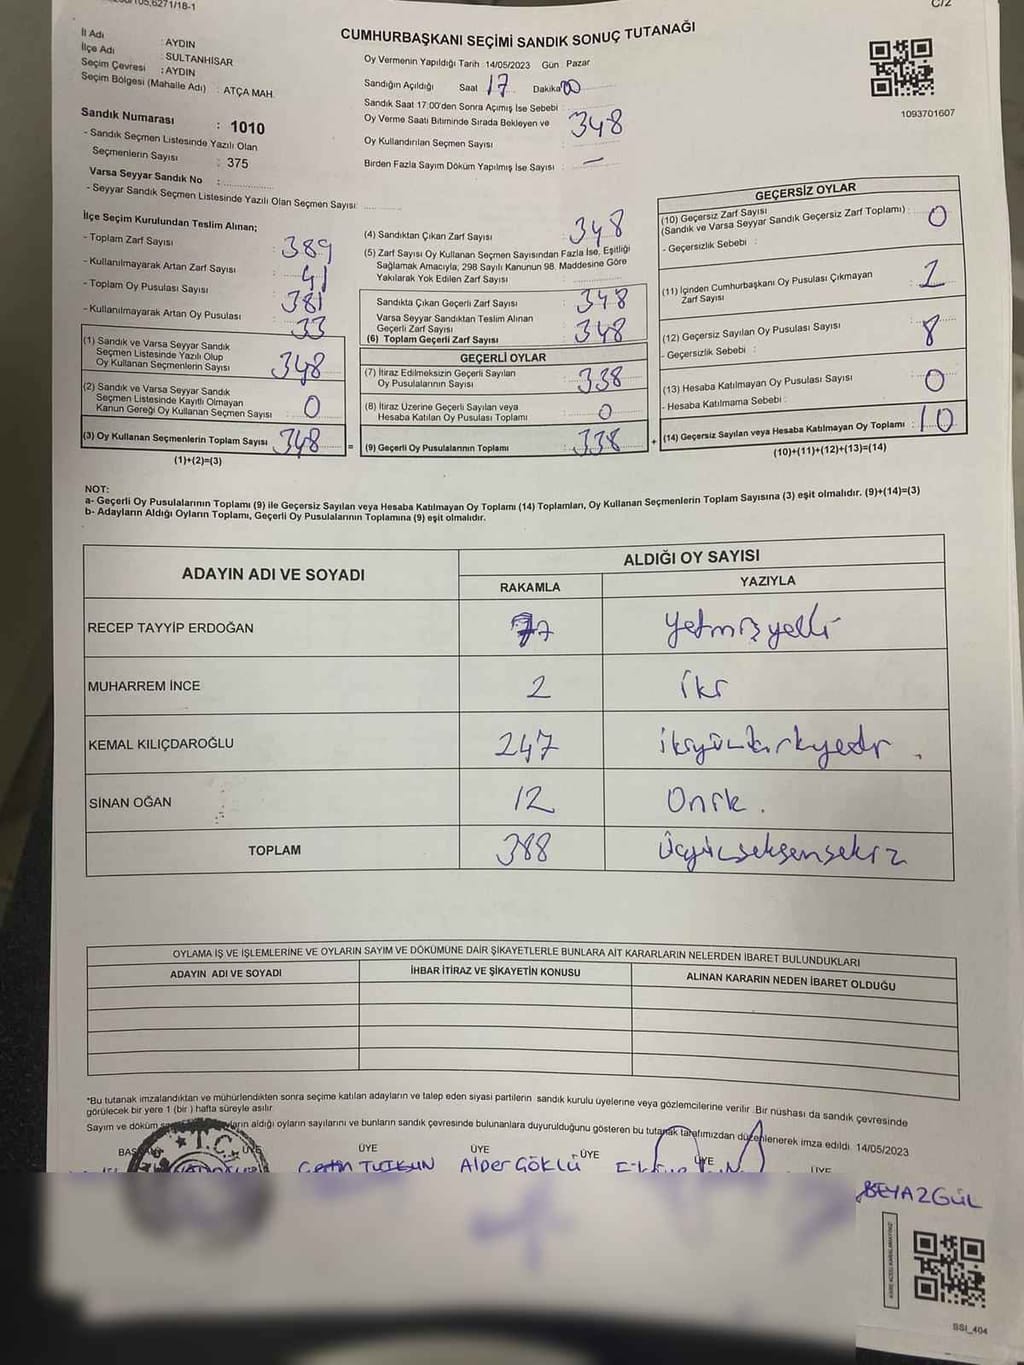 CUMHURBAŞKANI SEÇİMİ SANDIK SONUÇ TUTANAĞI
C/2
İl Adı : AYDIN
İlçe Adı : SULTANHİSAR
Seçim Çevresi : AYDIN
Seçim Bölgesi (Mahalle Adı) : ATÇA MAH.
Sandık Numarası : 1010
- Sandık Seçmen Listesinde Yazılı Olan
Seçmenlerin Sayısı : 375
Varsa Seyyar Sandık No :
- Seyyar Sandık Seçmen Listesinde Yazılı Olan Seçmen Sayısı:
Oy Vermenin Yapıldığı Tarih 14/05/2023 Gün : Pazar
Sandığın Açıldığı Saat 17 Dakika 00
Sandık Saat 17:00'den Sonra Açımış İse Sebebi :
Oy Verme Saati Bitiminde Sırada Bekleyen ve
Oy Kullandırılan Seçmen Sayısı : 348
Birden Fazla Sayım Döküm Yapılmış İse Sayısı : —
1093701607
İlçe Seçim Kurulundan Teslim Alınan;
- Toplam Zarf Sayısı : 389
- Kullanılmayarak Artan Zarf Sayısı : 41
- Toplam Oy Pusulası Sayısı : 381
- Kullanılmayarak Artan Oy Pusulası : 33
(1) Sandık ve Varsa Seyyar Sandık
Seçmen Listesinde Yazılı Olup
Oy Kullanan Seçmenlerin Sayısı : 348
(2) Sandık ve Varsa Seyyar Sandık
Seçmen Listesinde Kayıtlı Olmayan
Kanun Gereği Oy Kullanan Seçmen Sayısı : 0
(3) Oy Kullanan Seçmenlerin Toplam Sayısı : 348
(1)+(2)=(3)
(4) Sandıktan Çıkan Zarf Sayısı : 348
(5) Zarf Sayısı Oy Kullanan Seçmen Sayısından Fazla İse, Eşitliği
Sağlamak Amacıyla; 298 Sayılı Kanunun 98. Maddesine Göre
Yakılarak Yok Edilen Zarf Sayısı :
Sandıkta Çıkan Geçerli Zarf Sayısı : 348
Varsa Seyyar Sandıktan Teslim Alınan
Geçerli Zarf Sayısı :
(6) Toplam Geçerli Zarf Sayısı : 348
GEÇERLİ OYLAR
(7) İtiraz Edilmeksizin Geçerli Sayılan
Oy Pusulalarının Sayısı : 338
(8) İtiraz Üzerine Geçerli Sayılan veya
Hesaba Katılan Oy Pusulası Toplamı : 0
= (9) Geçerli Oy Pusulalarının Toplamı : 338
GEÇERSİZ OYLAR
(10) Geçersiz Zarf Sayısı
(Sandık ve Varsa Seyyar Sandık Geçersiz Zarf Toplamı) : 0
- Geçersizlik Sebebi :
(11) İçinden Cumhurbaşkanı Oy Pusulası Çıkmayan
Zarf Sayısı : 2
(12) Geçersiz Sayılan Oy Pusulası Sayısı : 8
- Geçersizlik Sebebi :
(13) Hesaba Katılmayan Oy Pusulası Sayısı : 0
- Hesaba Katılmama Sebebi :
+ (14) Geçersiz Sayılan veya Hesaba Katılmayan Oy Toplamı : 10
(10)+(11)+(12)+(13)=(14)
NOT:
a- Geçerli Oy Pusulalarının Toplamı (9) ile Geçersiz Sayılan veya Hesaba Katılmayan Oy Toplamı (14) Toplamları, Oy Kullanan Seçmenlerin Toplam Sayısına (3) eşit olmalıdır. (9)+(14)=(3)
b- Adayların Aldığı Oyların Toplamı, Geçerli Oy Pusulalarının Toplamına (9) eşit olmalıdır.
ADAYIN ADI VE SOYADI
ALDIĞI OY SAYISI
RAKAMLA YAZIYLA
RECEP TAYYİP ERDOĞAN 77 yetmişyedi
MUHARREM İNCE 2 iki
KEMAL KILIÇDAROĞLU 247 ikiyüzkırkyedi
SİNAN OĞAN 12 Onik.
TOPLAM 388 Üçyüzseksensekiz
OYLAMA İŞ VE İŞLEMLERİNE VE OYLARIN SAYIM VE DÖKÜMÜNE DAİR ŞİKAYETLERLE BUNLARA AİT KARARLARIN NELERDEN İBARET BULUNDUKLARI
ADAYIN ADI VE SOYADI İHBAR İTİRAZ VE ŞİKAYETİN KONUSU ALINAN KARARIN NEDEN İBARET OLDUĞU
*Bu tutanak imzalandıktan ve mühürlendikten sonra seçime katılan adayların ve talep eden siyasi partilerin sandık kurulu üyelerine veya gözlemcilerine verilir. Bir nüshası da sandık çevresinde
görülecek bir yere 1 (bir ) hafta süreyle asılır.
Sayım ve döküm aldığı oyların sayılarını ve bunların sandık çevresinde bulunanlara duyurulduğunu gösteren bu tutanak tarafımızdan düzenlenerek imza edildi. 14/05/2023
ÜYE ÜYE ÜYE ÜYE ÜYE
T.C.
Alper GÖKLÜ
BEYAZGÜL
SSI_404